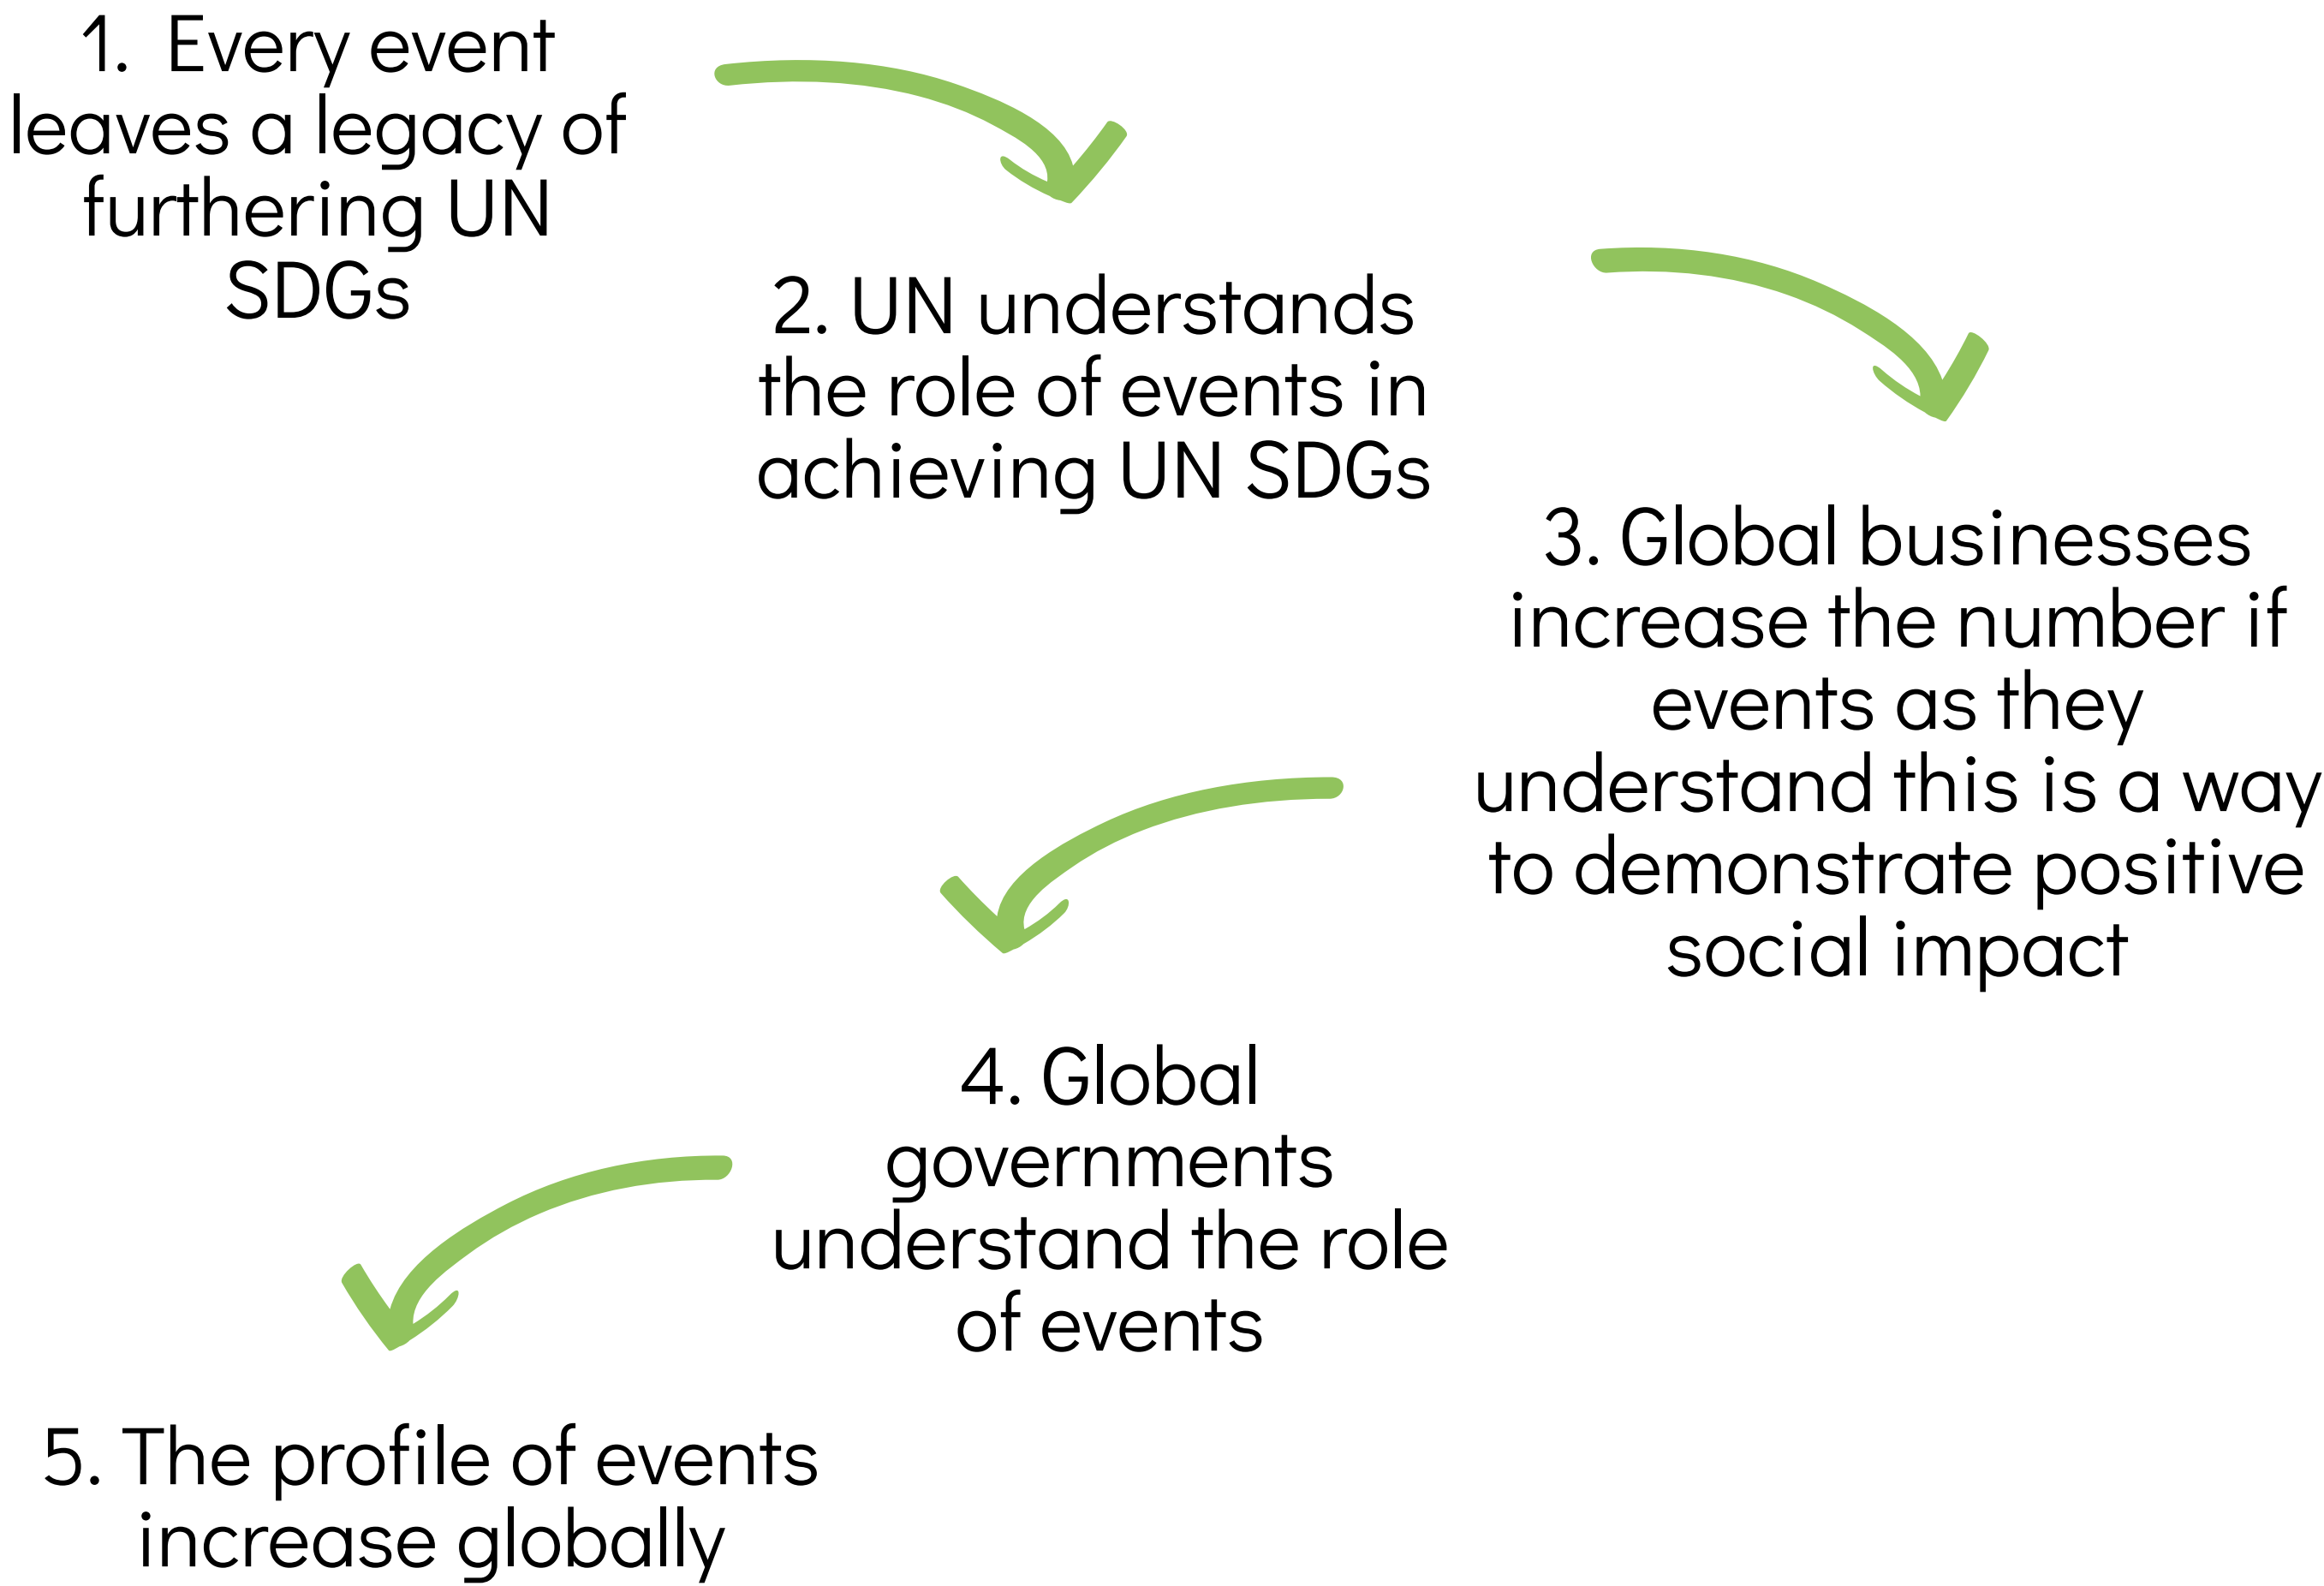 1. Every event
leaves a legacy of
furthering UN
SDGs
2. UN understands
the role of events in
achieving UN SDGs
3. Global businesses
increase the number if
events as they
understand this is a way
to demonstrate positive
social impact
4. Global
governments
understand the role
of events
5. The profile of events
increase globally